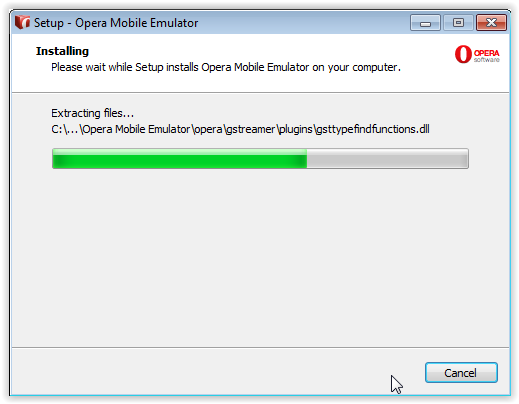 Setup - Opera Mobile Emulator
Installing
Please wait while Setup installs Opera Mobile Emulator on your computer.
OPERA
software
Extracting files...
C:\...\Opera Mobile Emulator\opera\gstreamer\plugins\gsttypefindfunctions.dll
Cancel